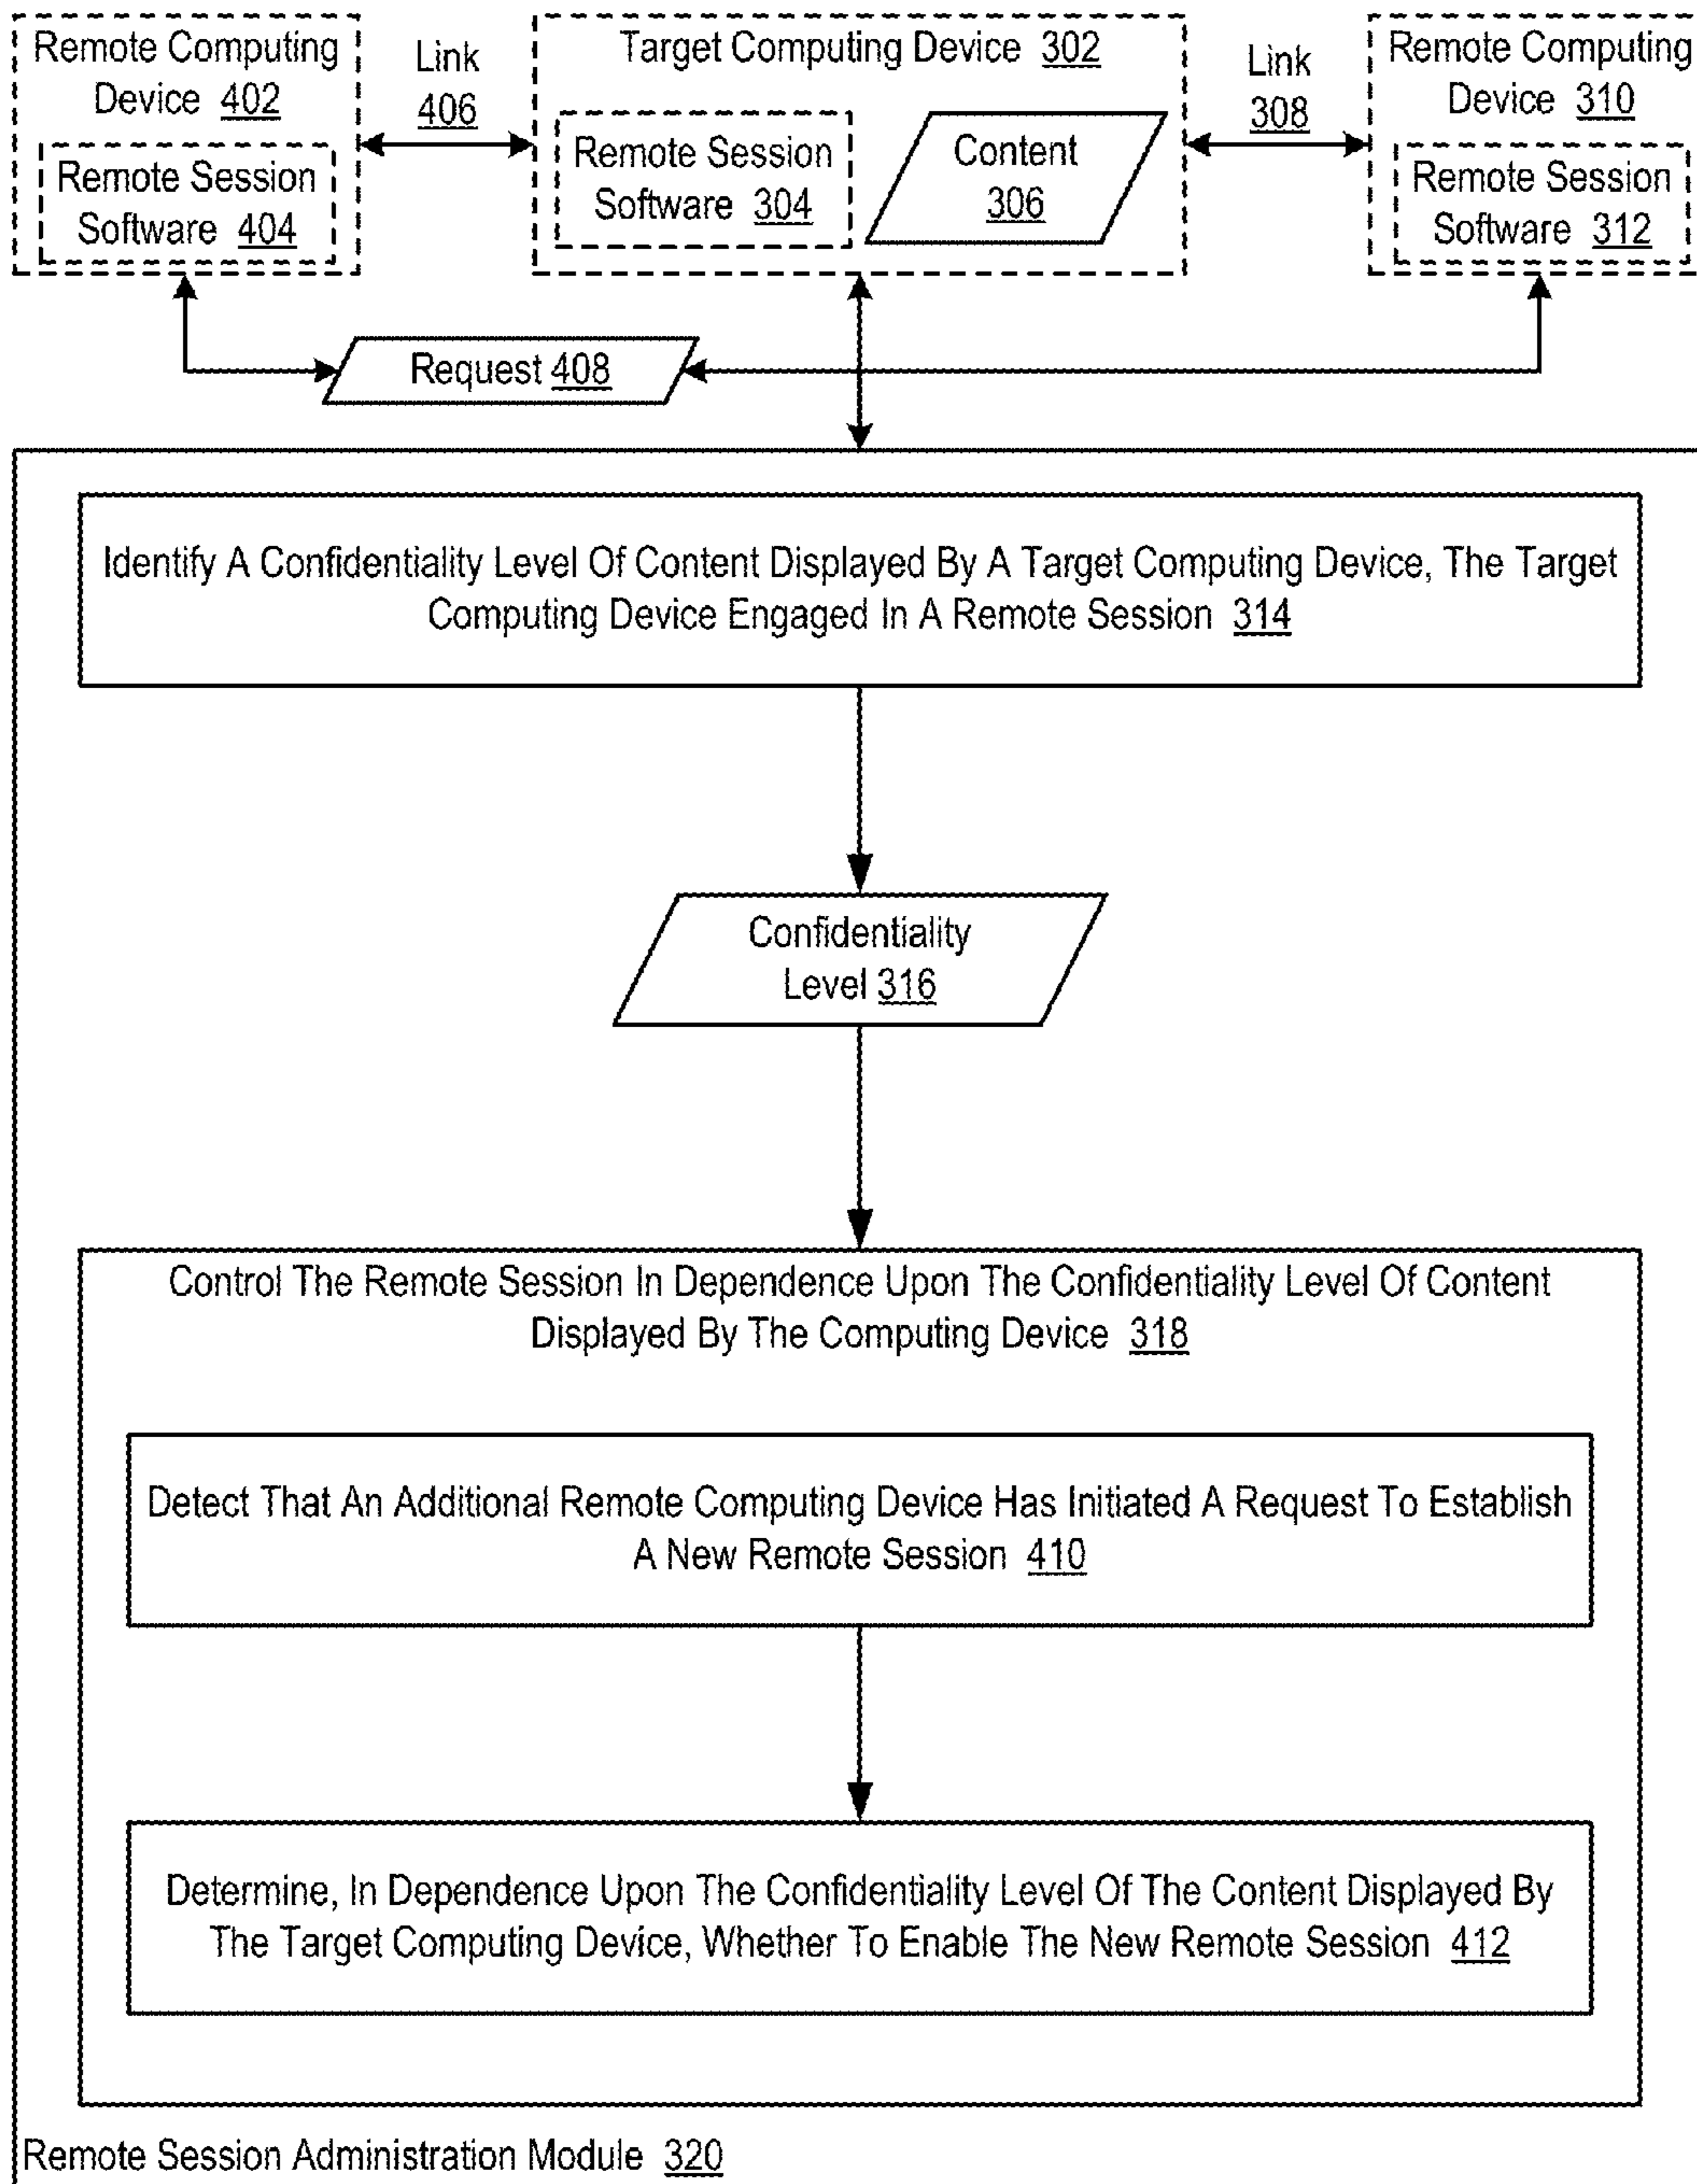 Remote Computing
Device 402
Remote Session
Software 404
Link
406
Target Computing Device 302
Remote Session
Software 304
Content
306
Link
308
Remote Computing
Device 310
Remote Session
Software 312
Request 408
Identify A Confidentiality Level Of Content Displayed By A Target Computing Device, The Target
Computing Device Engaged In A Remote Session 314
Confidentiality
Level 316
Control The Remote Session In Dependence Upon The Confidentiality Level Of Content
Displayed By The Computing Device 318
Detect That An Additional Remote Computing Device Has Initiated A Request To Establish
A New Remote Session 410
Determine, In Dependence Upon The Confidentiality Level Of The Content Displayed By
The Target Computing Device, Whether To Enable The New Remote Session 412
Remote Session Administration Module 320